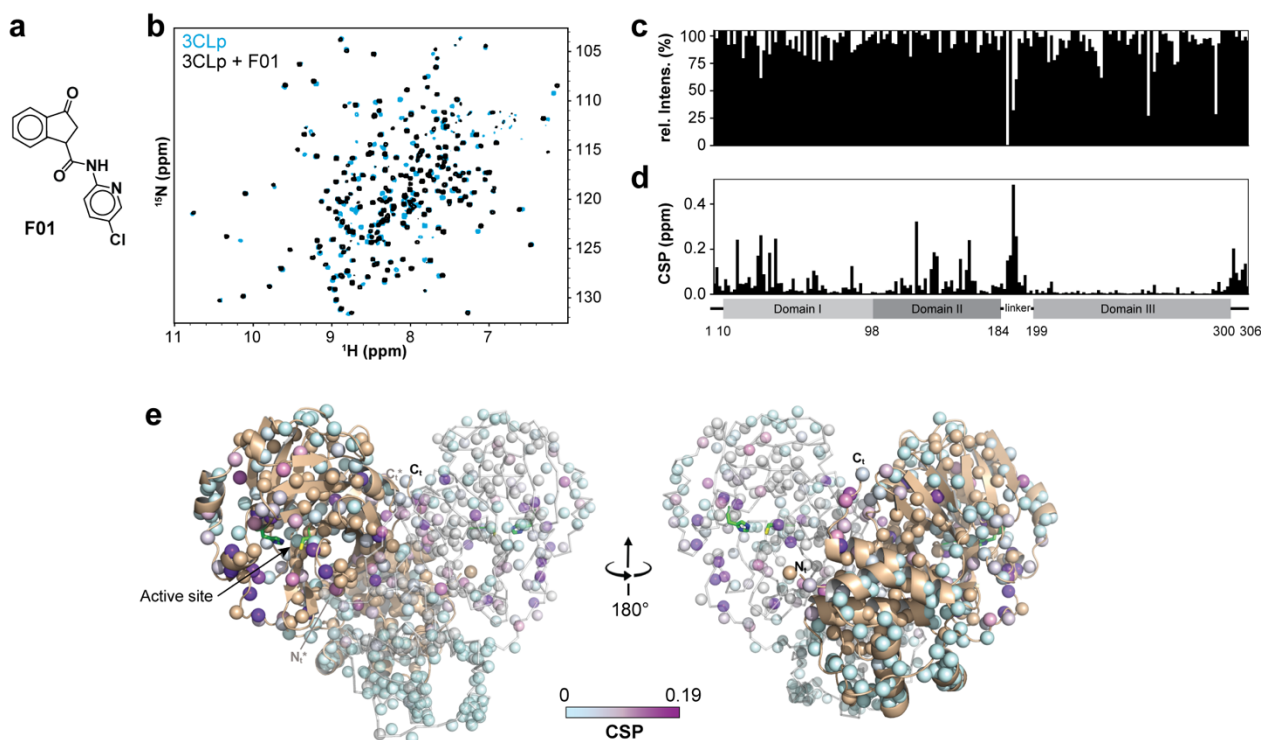 a
O
O
NH
N
Cl
F01
b
3CLp
3CLp + F01
105
110
115
120
125
130
¹⁵N (ppm)
11 10 9 8 7
¹H (ppm)
c
rel. Intens. (%)
100
75
50
25
0
d
CSP (ppm)
0.4
0.2
0.0
Domain I Domain II linker Domain III
1 10 98 184 199 300 306
e
Active site
C* Cₜ
Nₜ*
180°
Cₜ
Nₜ
0 0.19
CSP